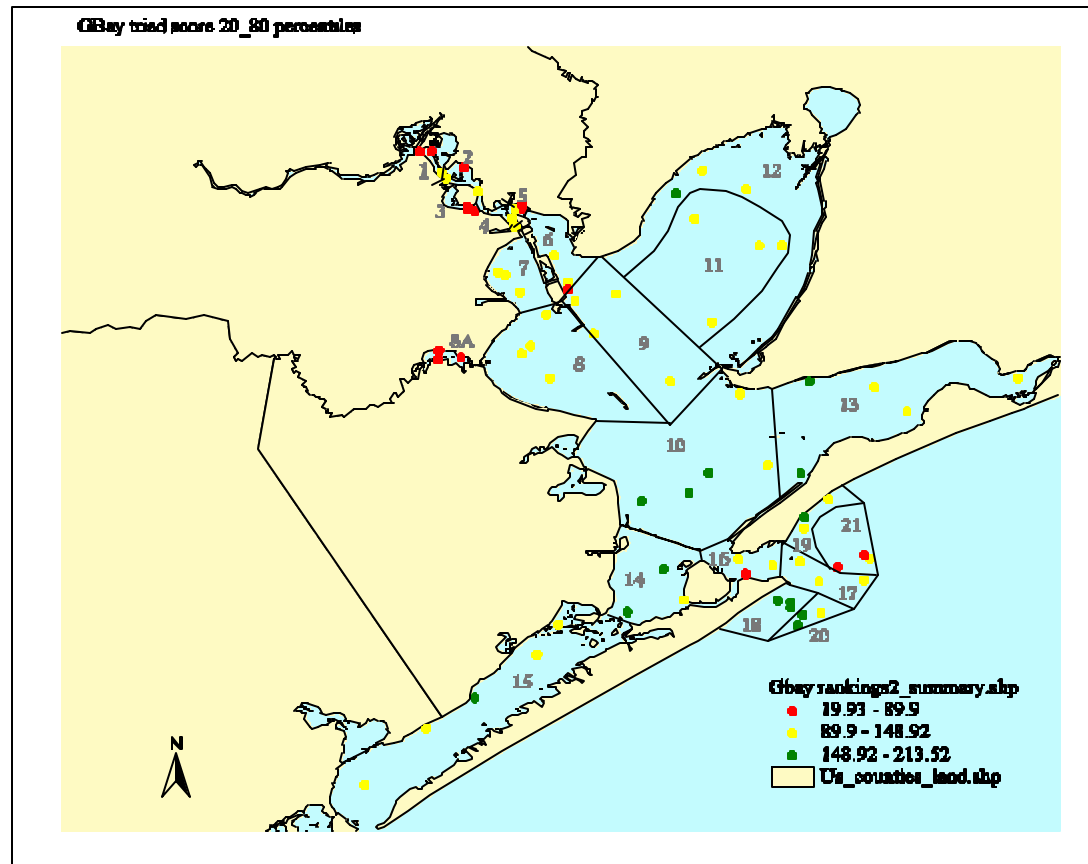 GBay triad score 20_80 percentiles
12
2
1
5
3
4
6
11
7
8A
9
8
13
10
21
19
16
14
17
18
20
15
Gbay rankings2_summary.shp
19.93 - 89.9
89.9 - 148.92
148.92 - 213.52
Us_counties_land.shp
N